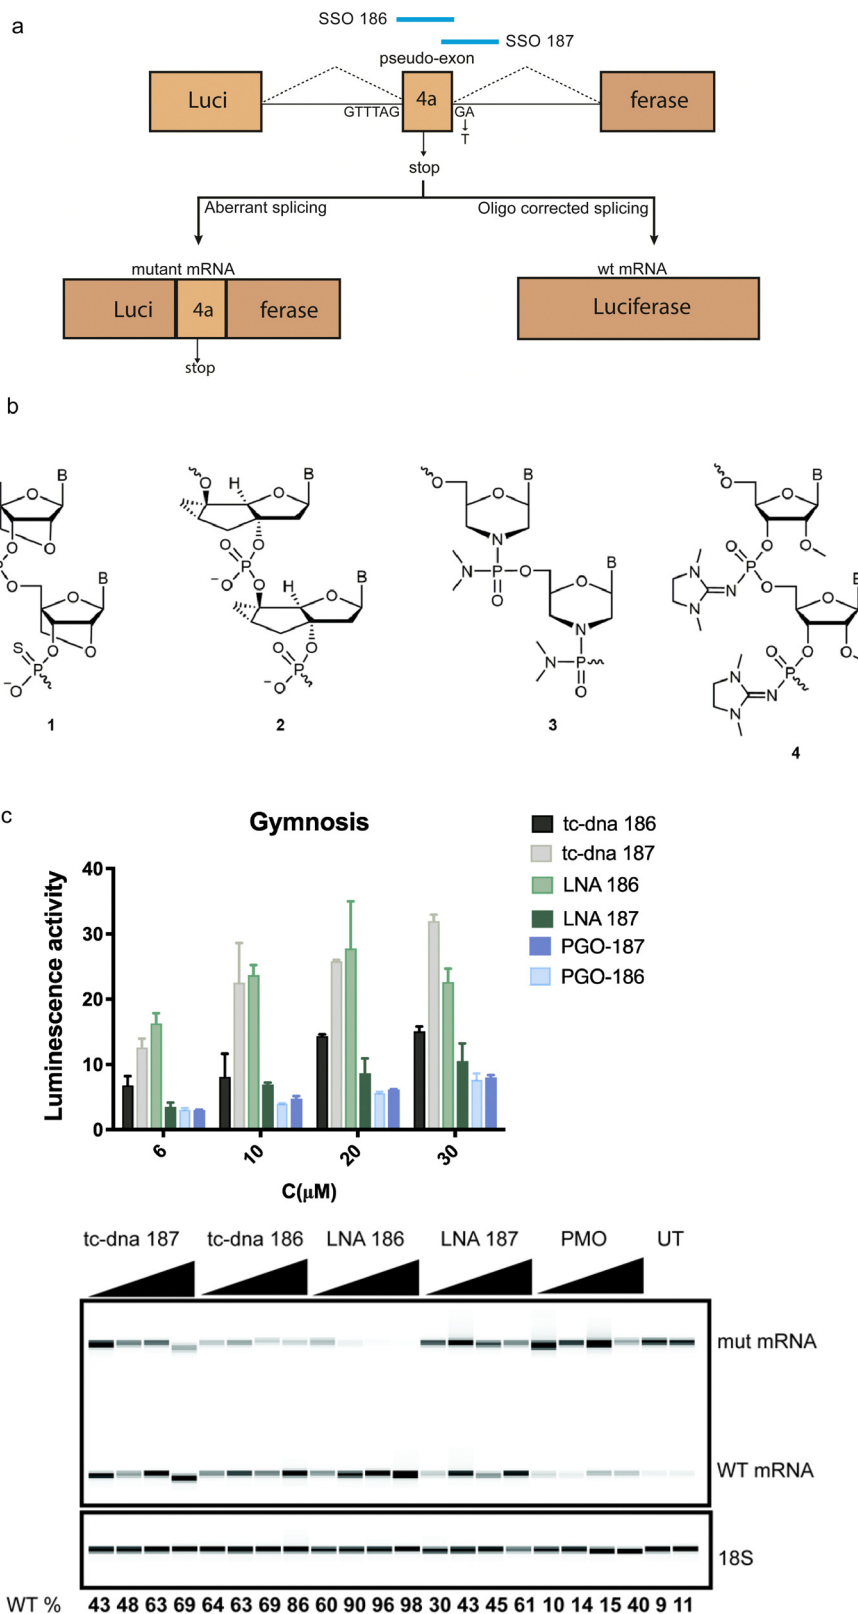 a
SSO 186
SSO 187
pseudo-exon
Luci
4a
ferase
GTTTAG
GA
T
stop
Aberrant splicing
Oligo corrected splicing
mutant mRNA
wt mRNA
Luci
4a
ferase
Luciferase
stop
b
B
O
O
O
P
O
B
O
O
O
S
P
−O
1
O
H
B
O
O
O
P
−O
O
H
B
O
O
O
P
−O
2
O
B
O
N
N
P
O
O
B
O
N
N
P
O
3
O
B
O
O
O
O
P
O
N
N
N
B
O
O
O
O
P
N
N
N
4
c
Gymnosis
Luminescence activity
40
30
20
10
0
6
10
20
30
C(μM)
tc-dna 186
tc-dna 187
LNA 186
LNA 187
PGO-187
PGO-186
tc-dna 187 tc-dna 186 LNA 186 LNA 187 PMO UT
mut mRNA
WT mRNA
18S
WT % 43 48 63 69 64 63 69 86 60 90 96 98 30 43 45 61 10 14 15 40 9 11